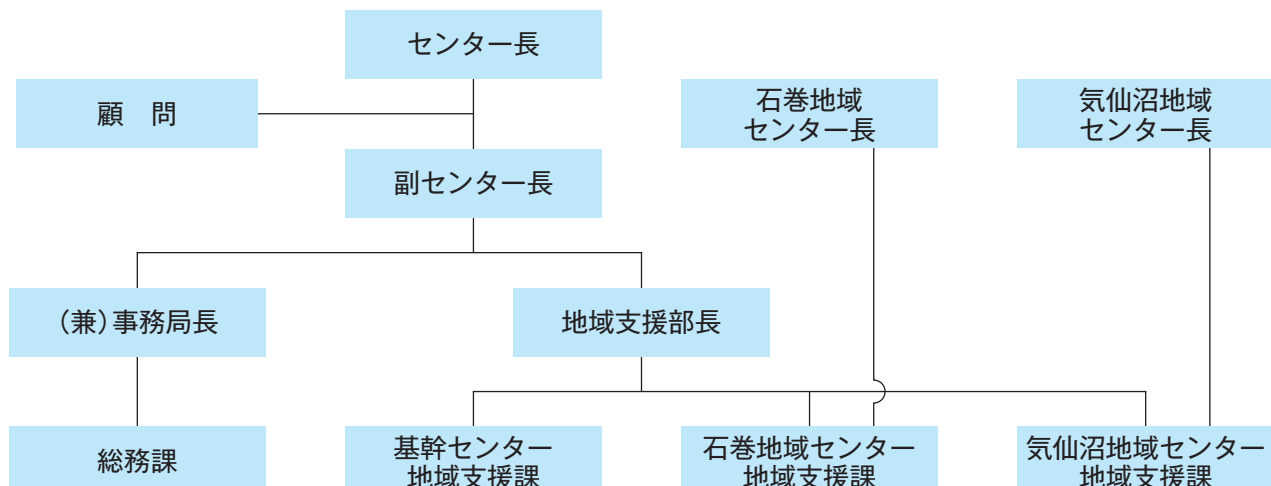 センター長
顧　問
石巻地域
センター長
気仙沼地域
センター長
副センター長
（兼）事務局長
地域支援部長
総務課
基幹センター
地域支援課
石巻地域センター
地域支援課
気仙沼地域センター
地域支援課